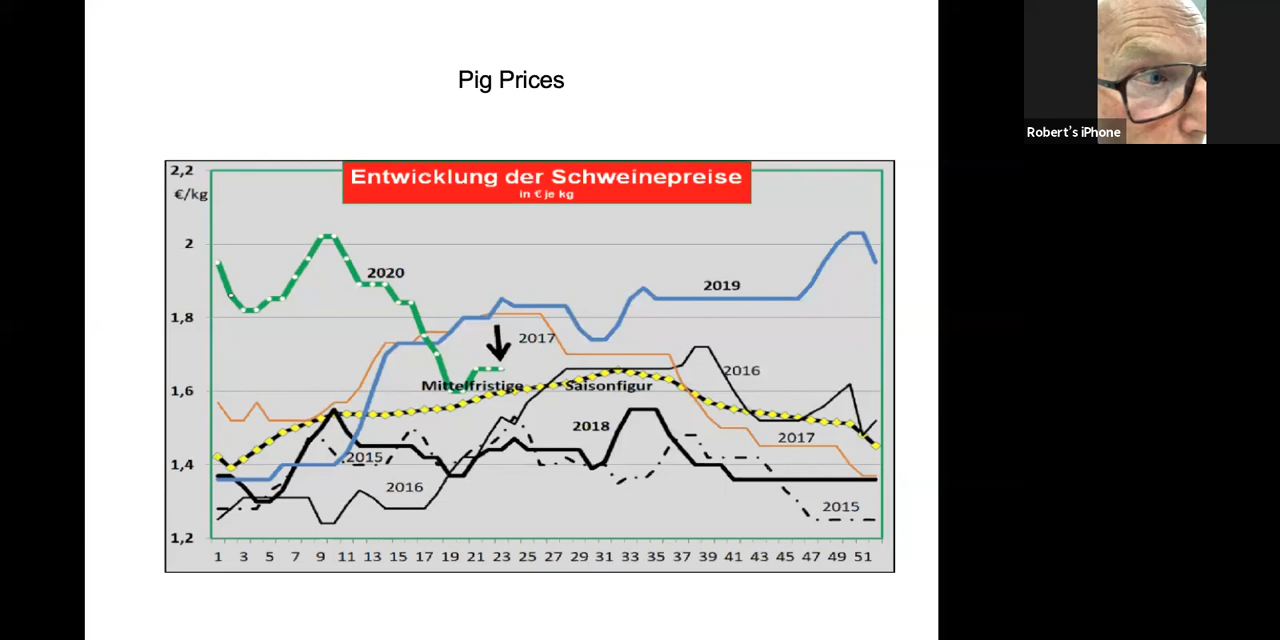 Pig Prices
Robert's iPhone
2,2
Entwicklung der Schweinepreise
€/kg
in € je kg
2
2020
2019
1,8
2017
2016
Mittelfristige Saisonfigur
1,6
2018
2017
2015
1,4
2016
2015
1,2
1 3 5 7 9 11 13 15 17 19 21 23 25 27 29 31 33 35 37 39 41 43 45 47 49 51